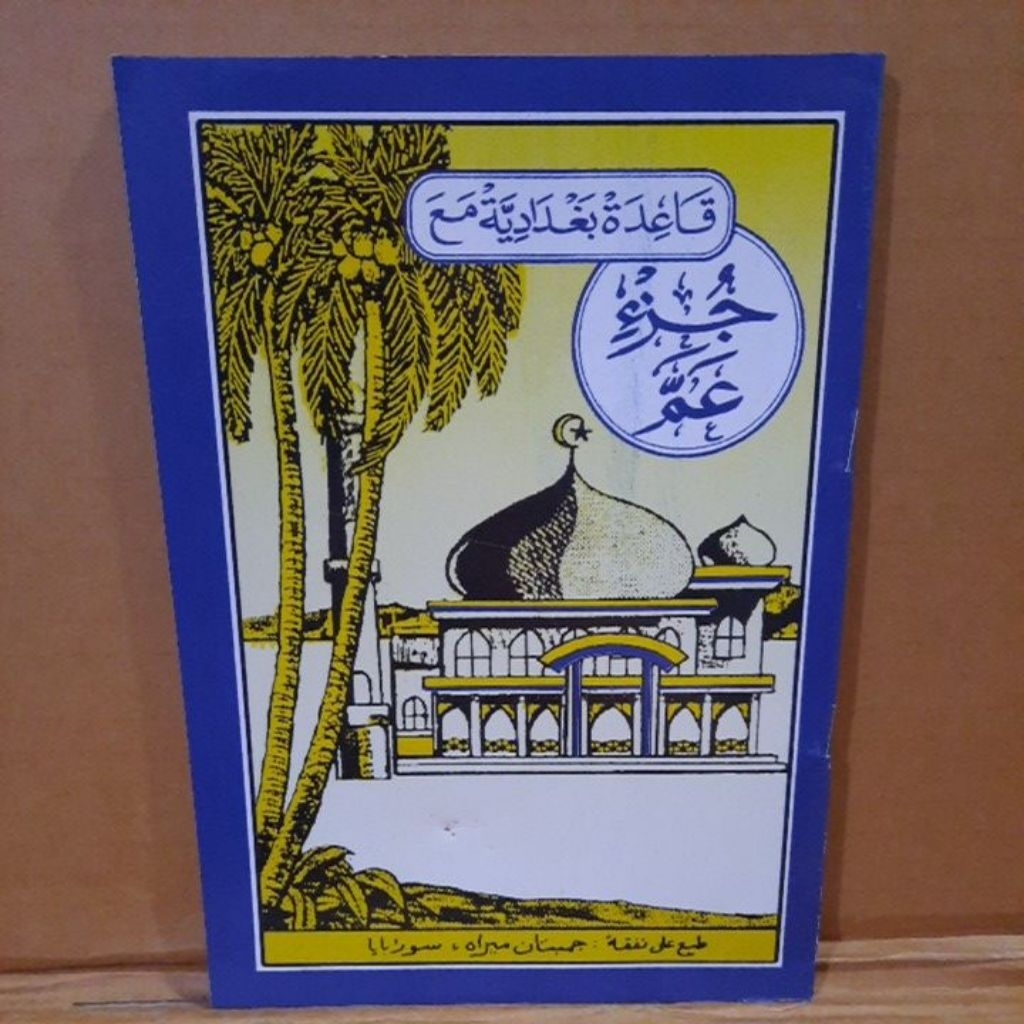 قَاعِدَةْ بَغْدَادِيَّةْ مَعَ
جُزْءِ
عَمَّ
طبع على نفقة : جمبتان ميراه، سورابايا